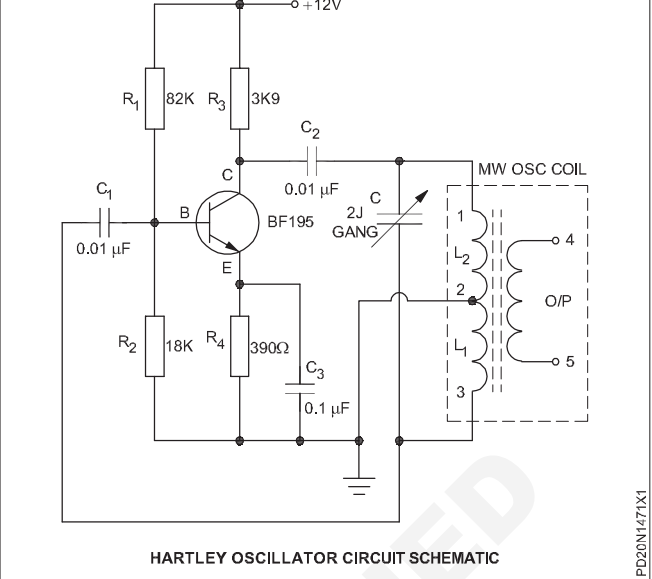 +12V
R1
82K
R3
3K9
C2
0.01 µF
C
MW OSC COIL
C1
0.01 µF
B
BF195
C
2J
GANG
1
L2
2
4
O/P
E
R2
18K
R4
390Ω
C3
0.1 µF
L1
3
5
HARTLEY OSCILLATOR CIRCUIT SCHEMATIC
PD20N1471X1